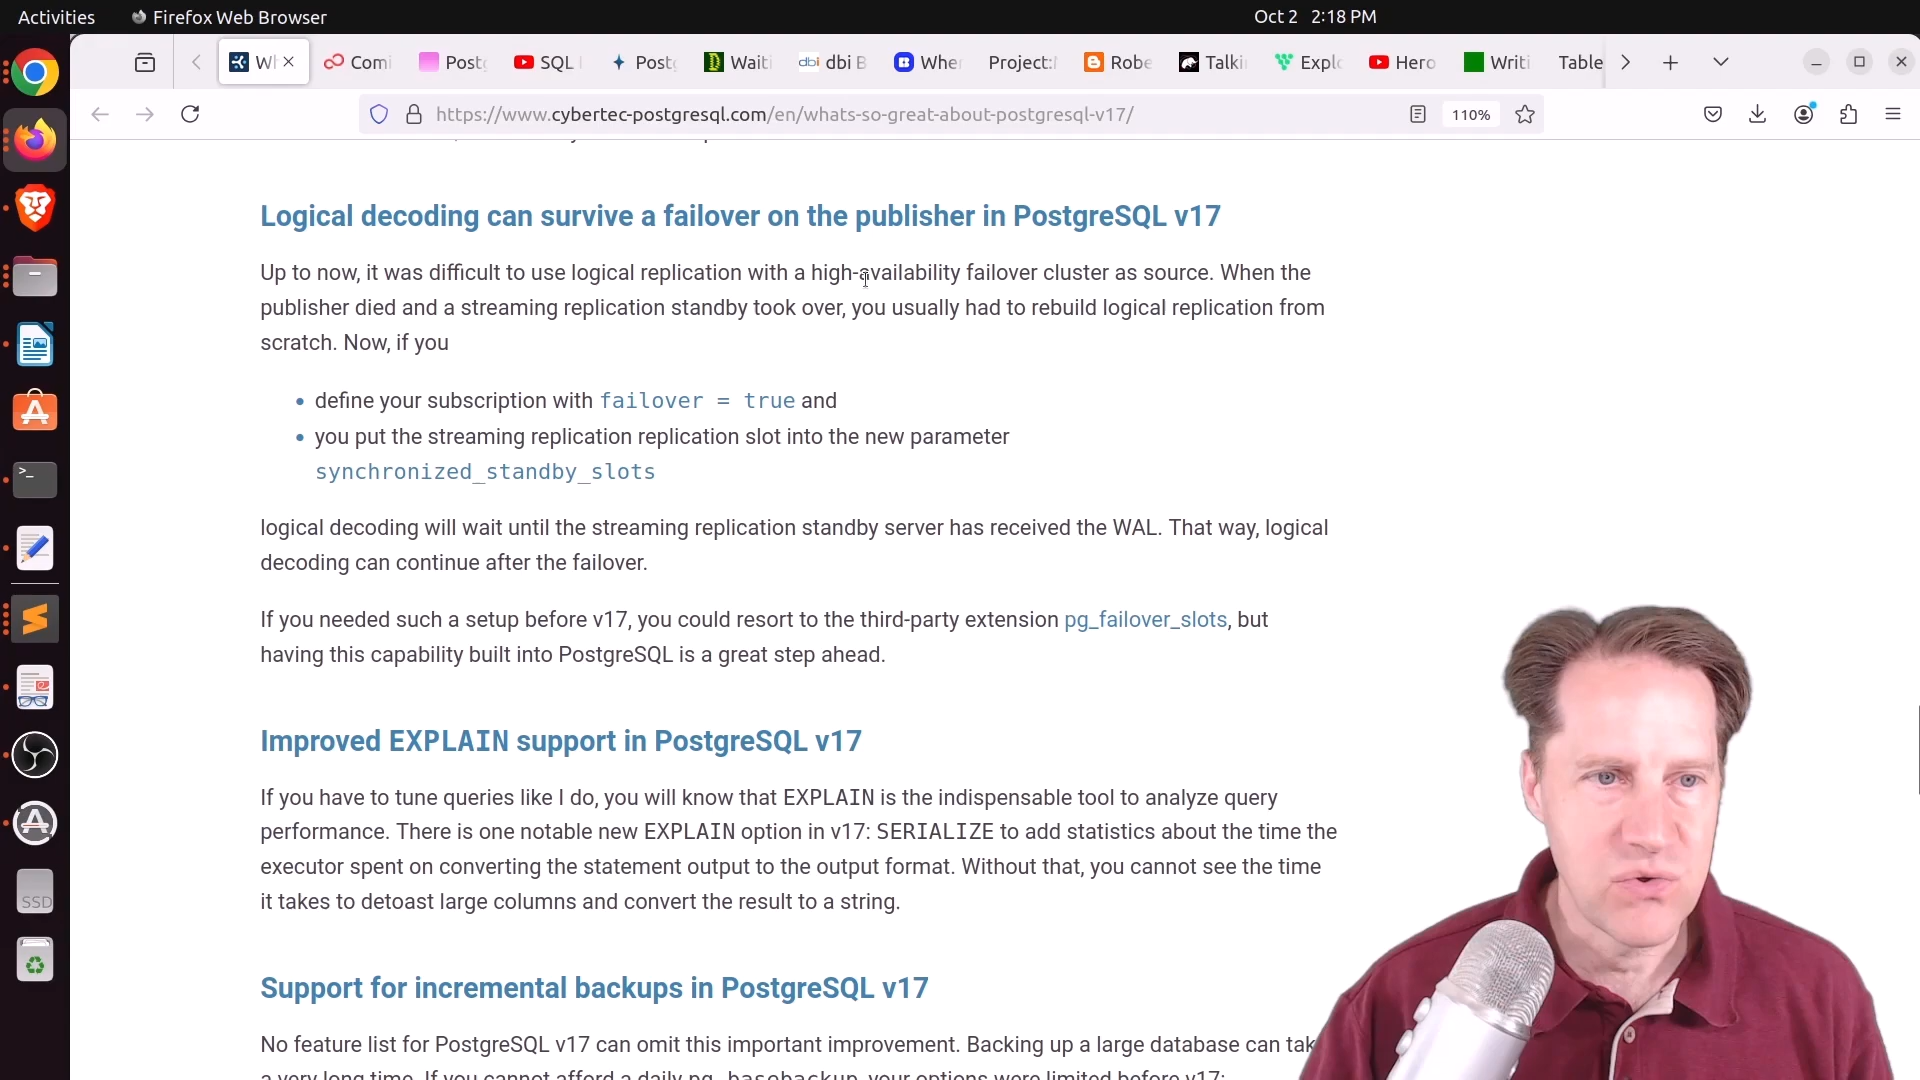 Activities
Firefox Web Browser
Oct 2 2:18 PM
Wh
Comi
Postg
SQL
Postg
Waiti
dbi B
Wher
Project:
Robe
Talki
Explo
Hero
Writi
Table
https://www.cybertec-postgresql.com/en/whats-so-great-about-postgresql-v17/
110%
Logical decoding can survive a failover on the publisher in PostgreSQL v17
Up to now, it was difficult to use logical replication with a high-availability failover cluster as source. When the
publisher died and a streaming replication standby took over, you usually had to rebuild logical replication from
scratch. Now, if you
• define your subscription with failover = true and
• you put the streaming replication replication slot into the new parameter
synchronized_standby_slots
logical decoding will wait until the streaming replication standby server has received the WAL. That way, logical
decoding can continue after the failover.
If you needed such a setup before v17, you could resort to the third-party extension pg_failover_slots, but
having this capability built into PostgreSQL is a great step ahead.
Improved EXPLAIN support in PostgreSQL v17
If you have to tune queries like I do, you will know that EXPLAIN is the indispensable tool to analyze query
performance. There is one notable new EXPLAIN option in v17: SERIALIZE to add statistics about the time the
executor spent on converting the statement output to the output format. Without that, you cannot see the time
it takes to detoast large columns and convert the result to a string.
Support for incremental backups in PostgreSQL v17
No feature list for PostgreSQL v17 can omit this important improvement. Backing up a large database can tak
a very long time. If you cannot afford a daily pg_basebackup, your options were limited before v17:
SSD